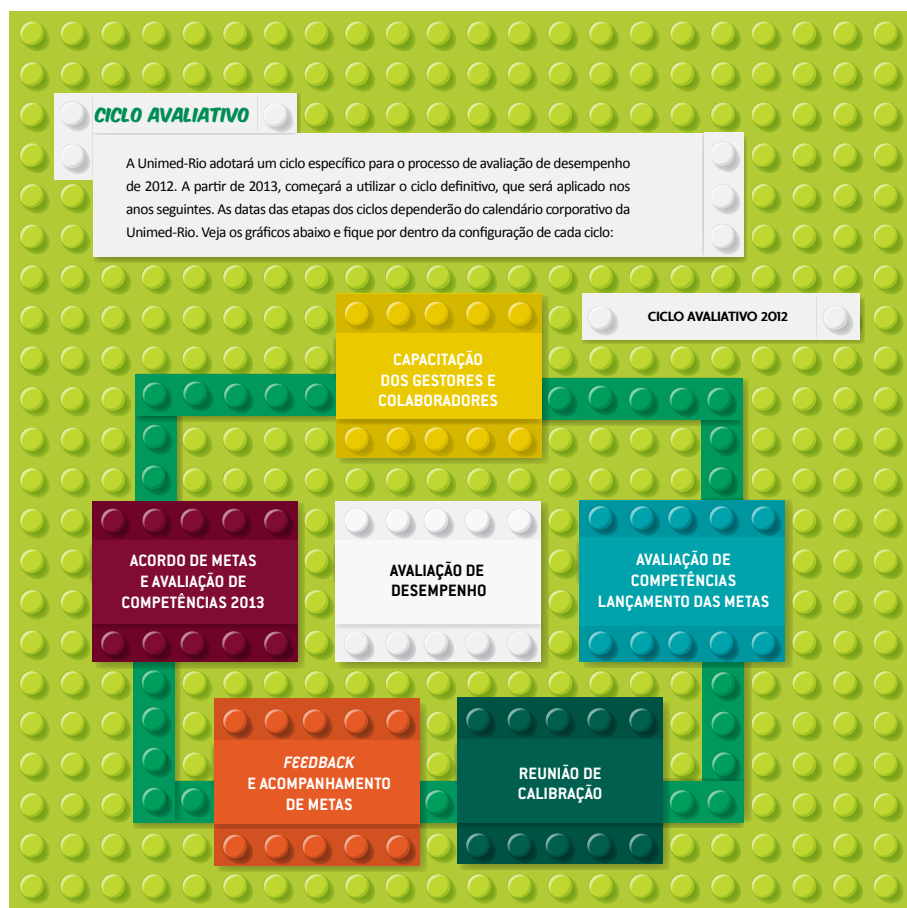 CICLO AVALIATIVO
A Unimed-Rio adotará um ciclo específico para o processo de avaliação de desempenho
de 2012. A partir de 2013, começará a utilizar o ciclo definitivo, que será aplicado nos
anos seguintes. As datas das etapas dos ciclos dependerão do calendário corporativo da
Unimed-Rio. Veja os gráficos abaixo e fique por dentro da configuração de cada ciclo:
CICLO AVALIATIVO 2012
CAPACITAÇÃO
DOS GESTORES E
COLABORADORES
ACORDO DE METAS
E AVALIAÇÃO DE
COMPETÊNCIAS 2013
AVALIAÇÃO DE
DESEMPENHO
AVALIAÇÃO DE
COMPETÊNCIAS
LANÇAMENTO DAS METAS
FEEDBACK
E ACOMPANHAMENTO
DE METAS
REUNIÃO DE
CALIBRAÇÃO